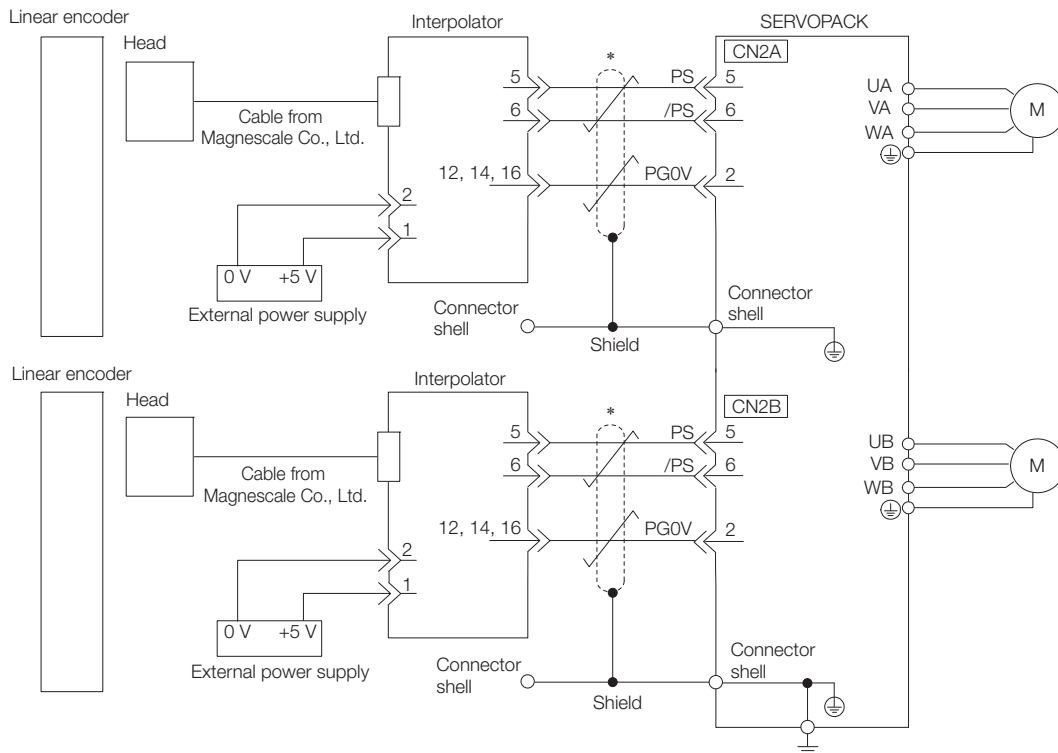 Linear encoder
Head
Interpolator
SERVOPACK
*
CN2A
5
PS
5
6
/PS
6
Cable from
Magnescale Co., Ltd.
12, 14, 16
PG0V
2
2
1
0 V
+5 V
External power supply
Connector
shell
Shield
Connector
shell
UA
VA
WA
M
Linear encoder
Head
Interpolator
*
CN2B
5
PS
5
6
/PS
6
Cable from
Magnescale Co., Ltd.
12, 14, 16
PG0V
2
2
1
0 V
+5 V
External power supply
Connector
shell
Shield
Connector
shell
UB
VB
WB
M